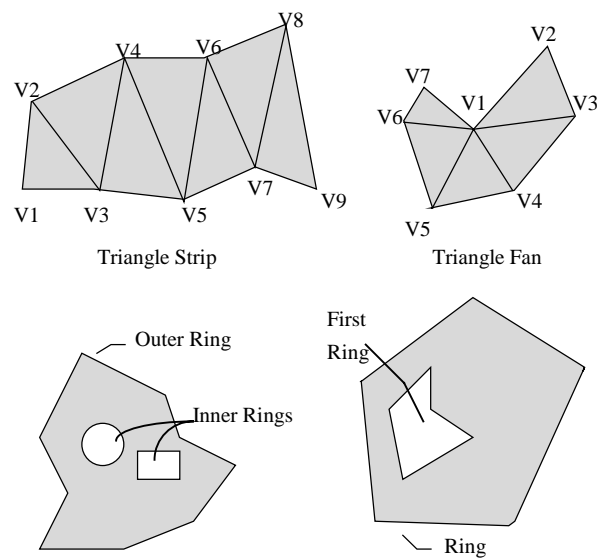 V8
V4
V6
V2
V7
V9
V1
V3
V5
Triangle Strip
V2
V7
V1
V3
V6
V4
V5
Triangle Fan
Outer Ring
Inner Rings
First
Ring
Ring